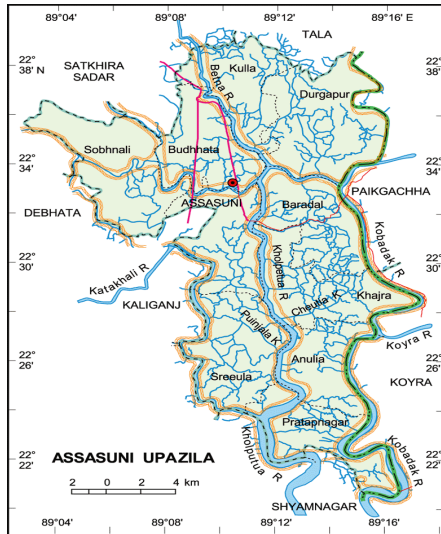 89°04' 89°08' 89°12' 89°16' E
TALA
22°
38' N
22°
38'
SATKHIRA
SADAR
Kulla
Betna R
Durgapur
Sobhnali
Budhhata
22°
34'
22°
34'
PAIKGACHHA
ASSASUNI
Baradal
DEBHATA
Kobadak R
22°
30'
22°
30'
Kholpetua R
Katakhali R
KALIGANJ
Cheulia K
Khajra
Puinjala K
Koyra R
22°
26'
22°
26'
Anulia
Sreeula
KOYRA
Pratapnagar
22°
22'
22°
22'
ASSASUNI UPAZILA
Kholputua R
Kobadak R
2 0 2 4 km
SHYAMNAGAR
89°04' 89°08' 89°12' 89°16'